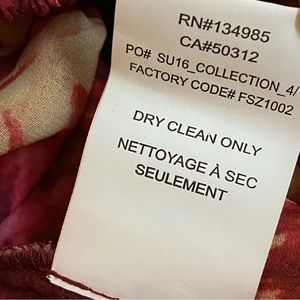 RN#134985
CA#50312
PO# SU16_COLLECTION_4/
FACTORY CODE# FSZ1002
DRY CLEAN ONLY
NETTOYAGE À SEC
SEULEMENT